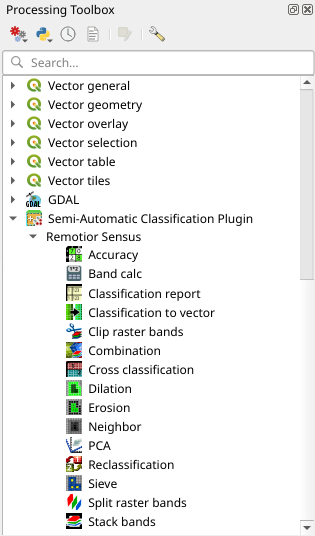 Processing Toolbox
Search...
Vector general
Vector geometry
Vector overlay
Vector selection
Vector table
Vector tiles
GDAL
Semi-Automatic Classification Plugin
Remotior Sensus
Accuracy
Band calc
Classification report
Classification to vector
Clip raster bands
Combination
Cross classification
Dilation
Erosion
Neighbor
PCA
Reclassification
Sieve
Split raster bands
Stack bands